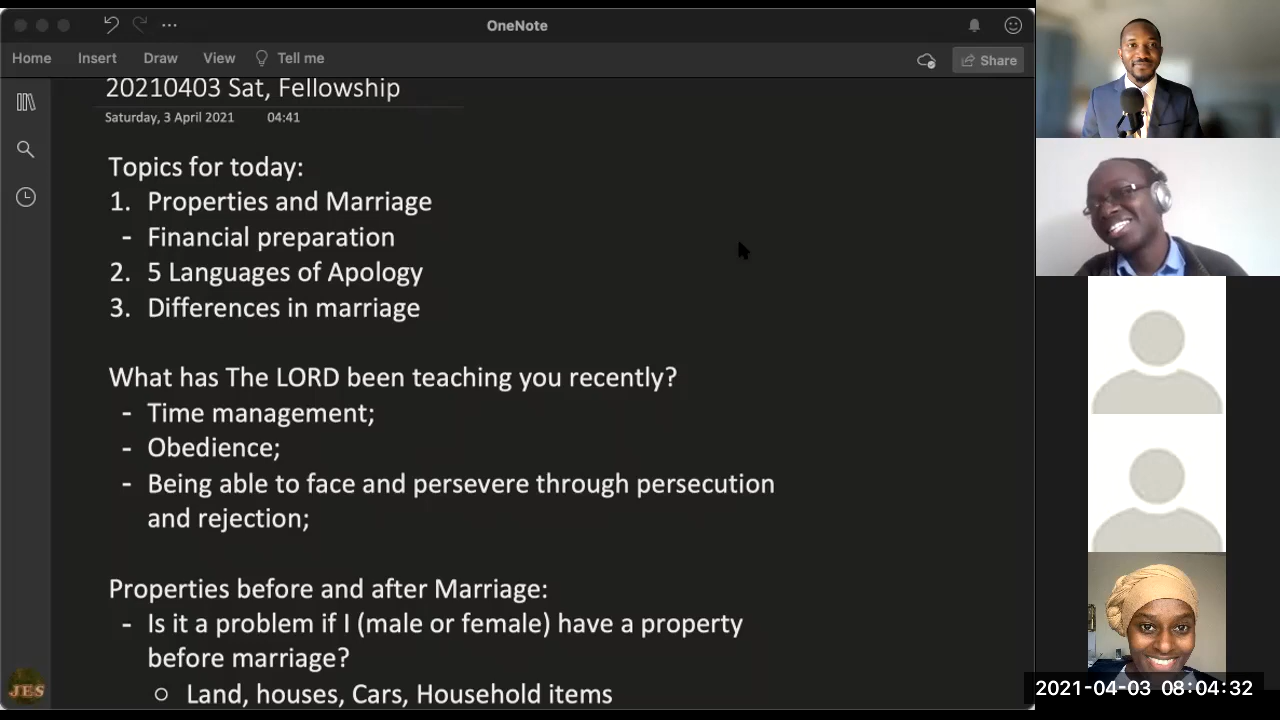 OneNote
Home Insert Draw View Tell me Share
20210403 Sat, Fellowship
Saturday, 3 April 2021 04:41
Topics for today:
1. Properties and Marriage
- Financial preparation
2. 5 Languages of Apology
3. Differences in marriage
What has The LORD been teaching you recently?
- Time management;
- Obedience;
- Being able to face and persevere through persecution
and rejection;
Properties before and after Marriage:
- Is it a problem if I (male or female) have a property
before marriage?
○ Land, houses, Cars, Household items
JES
2021-04-03 08:04:32